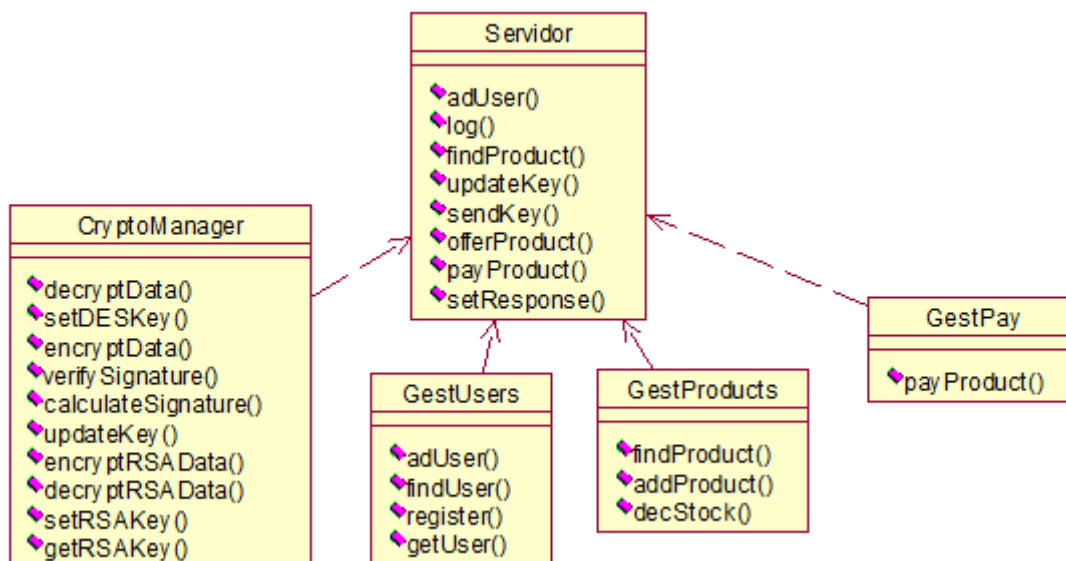 Servidor
adUser()
log()
findProduct()
updateKey()
sendKey()
offerProduct()
payProduct()
setResponse()
CryptoManager
decryptData()
setDESKey()
encryptData()
verifySignature()
calculateSignature()
updateKey()
encryptRSAData()
decryptRSAData()
setRSAKey()
getRSAKey()
GestUsers
adUser()
findUser()
register()
getUser()
GestProducts
findProduct()
addProduct()
decStock()
GestPay
payProduct()